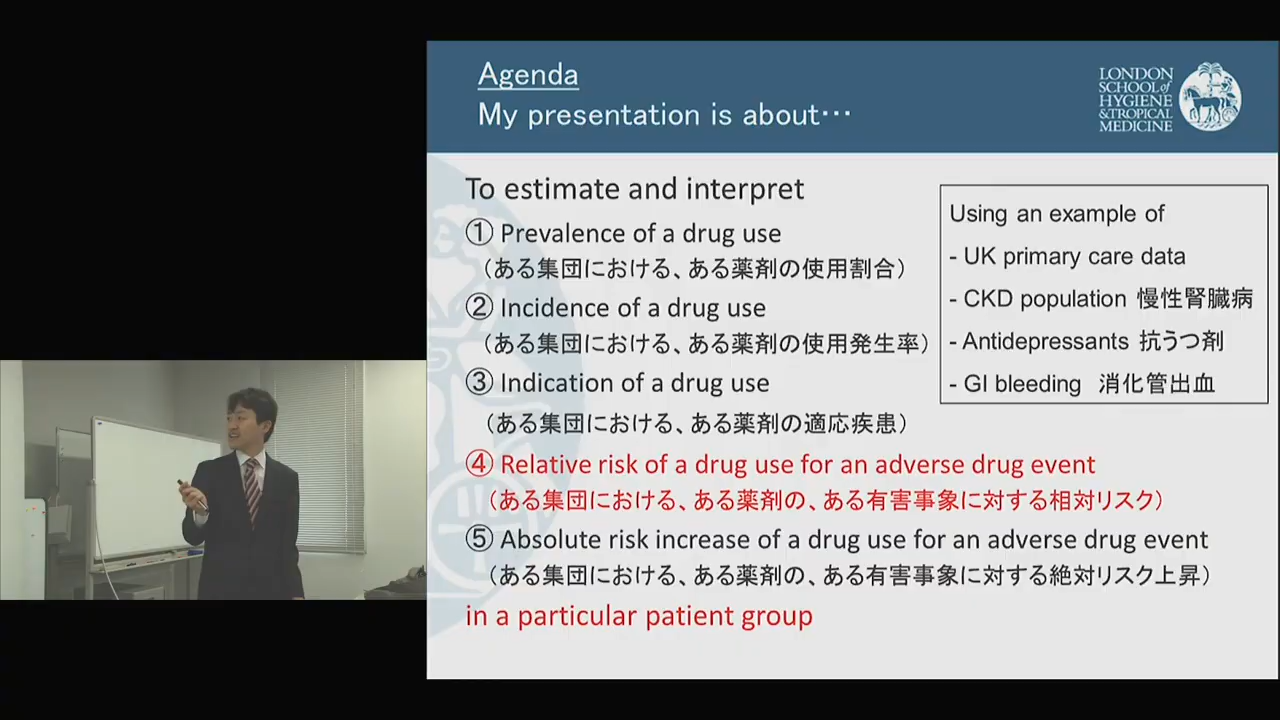 Agenda
My presentation is about…
LONDON
SCHOOL of
HYGIENE
& TROPICAL
MEDICINE
To estimate and interpret
① Prevalence of a drug use
（ある集団における、ある薬剤の使用割合）
② Incidence of a drug use
（ある集団における、ある薬剤の使用発生率）
③ Indication of a drug use
（ある集団における、ある薬剤の適応疾患）
④ Relative risk of a drug use for an adverse drug event
（ある集団における、ある薬剤の、ある有害事象に対する相対リスク）
⑤ Absolute risk increase of a drug use for an adverse drug event
（ある集団における、ある薬剤の、ある有害事象に対する絶対リスク上昇）
in a particular patient group
Using an example of
- UK primary care data
- CKD population 慢性腎臓病
- Antidepressants 抗うつ剤
- GI bleeding 消化管出血